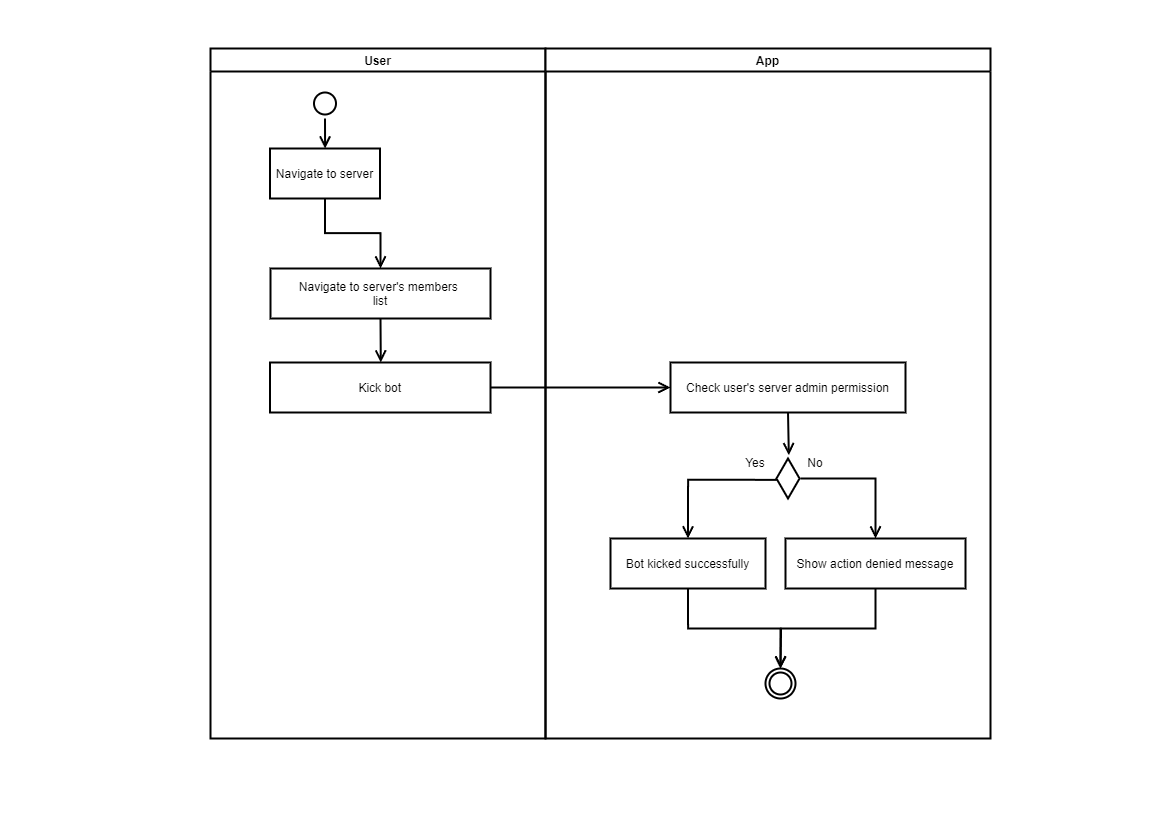 User
App
Navigate to server
Navigate to server's members
list
Kick bot
Check user's server admin permission
Yes
No
Bot kicked successfully
Show action denied message